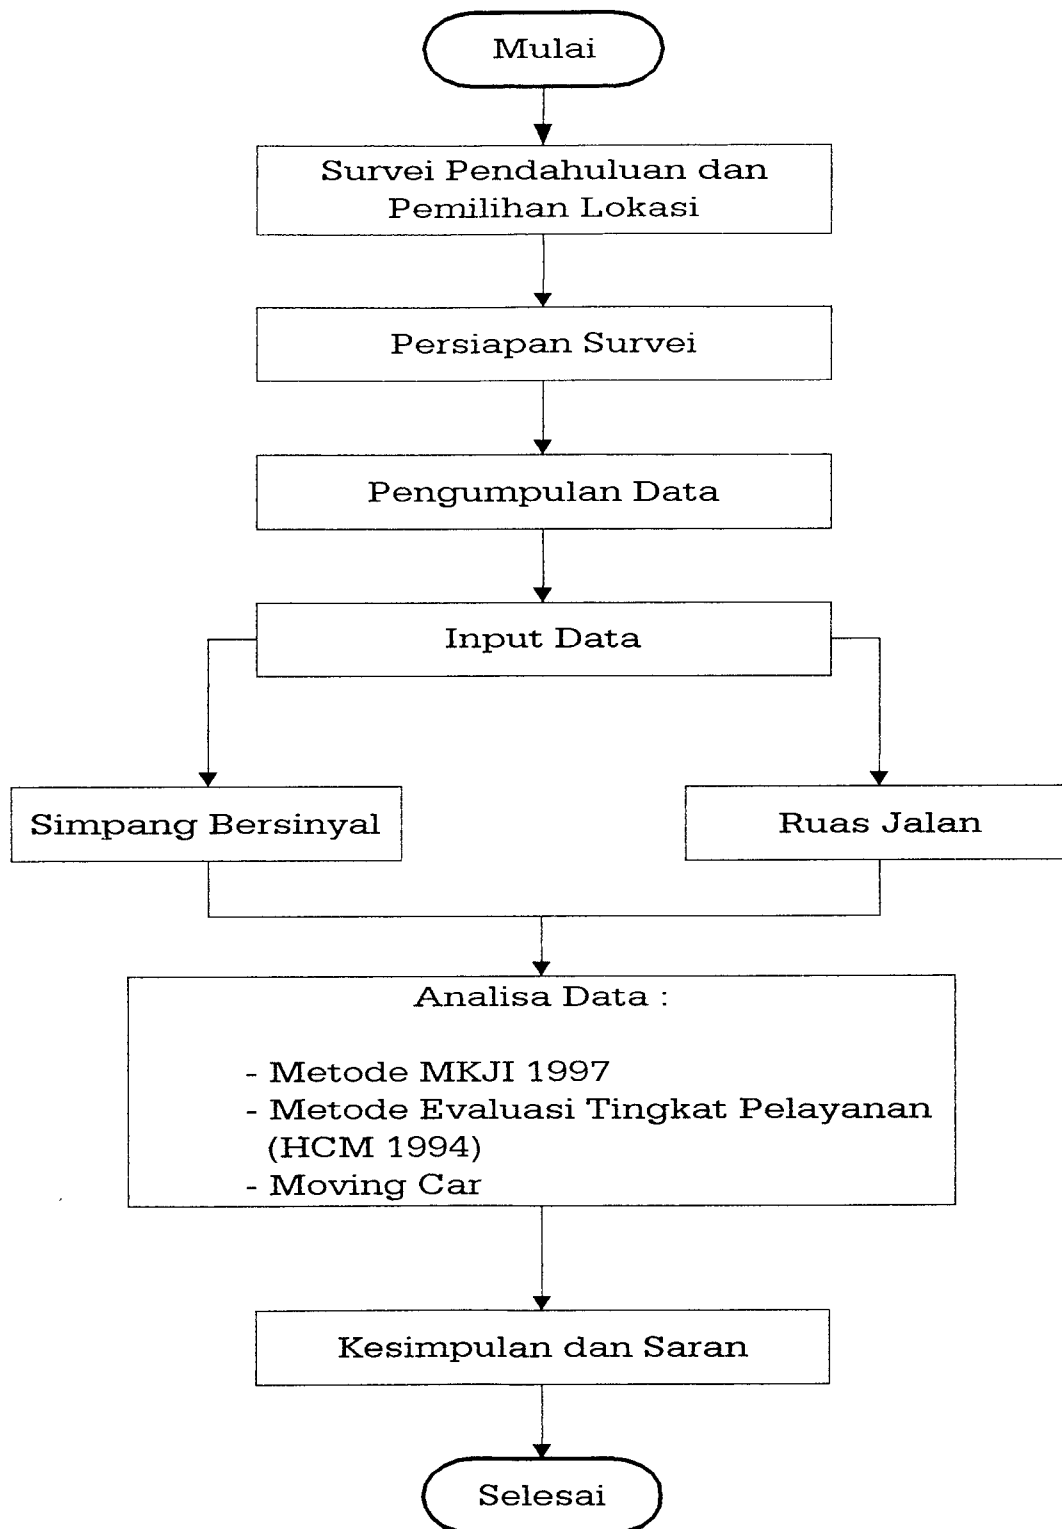 Mulai
Survei Pendahuluan dan
Pemilihan Lokasi
Persiapan Survei
Pengumpulan Data
Input Data
Simpang Bersinyal
Ruas Jalan
Analisa Data :
- Metode MKJI 1997
- Metode Evaluasi Tingkat Pelayanan
(HCM 1994)
- Moving Car
Kesimpulan dan Saran
Selesai